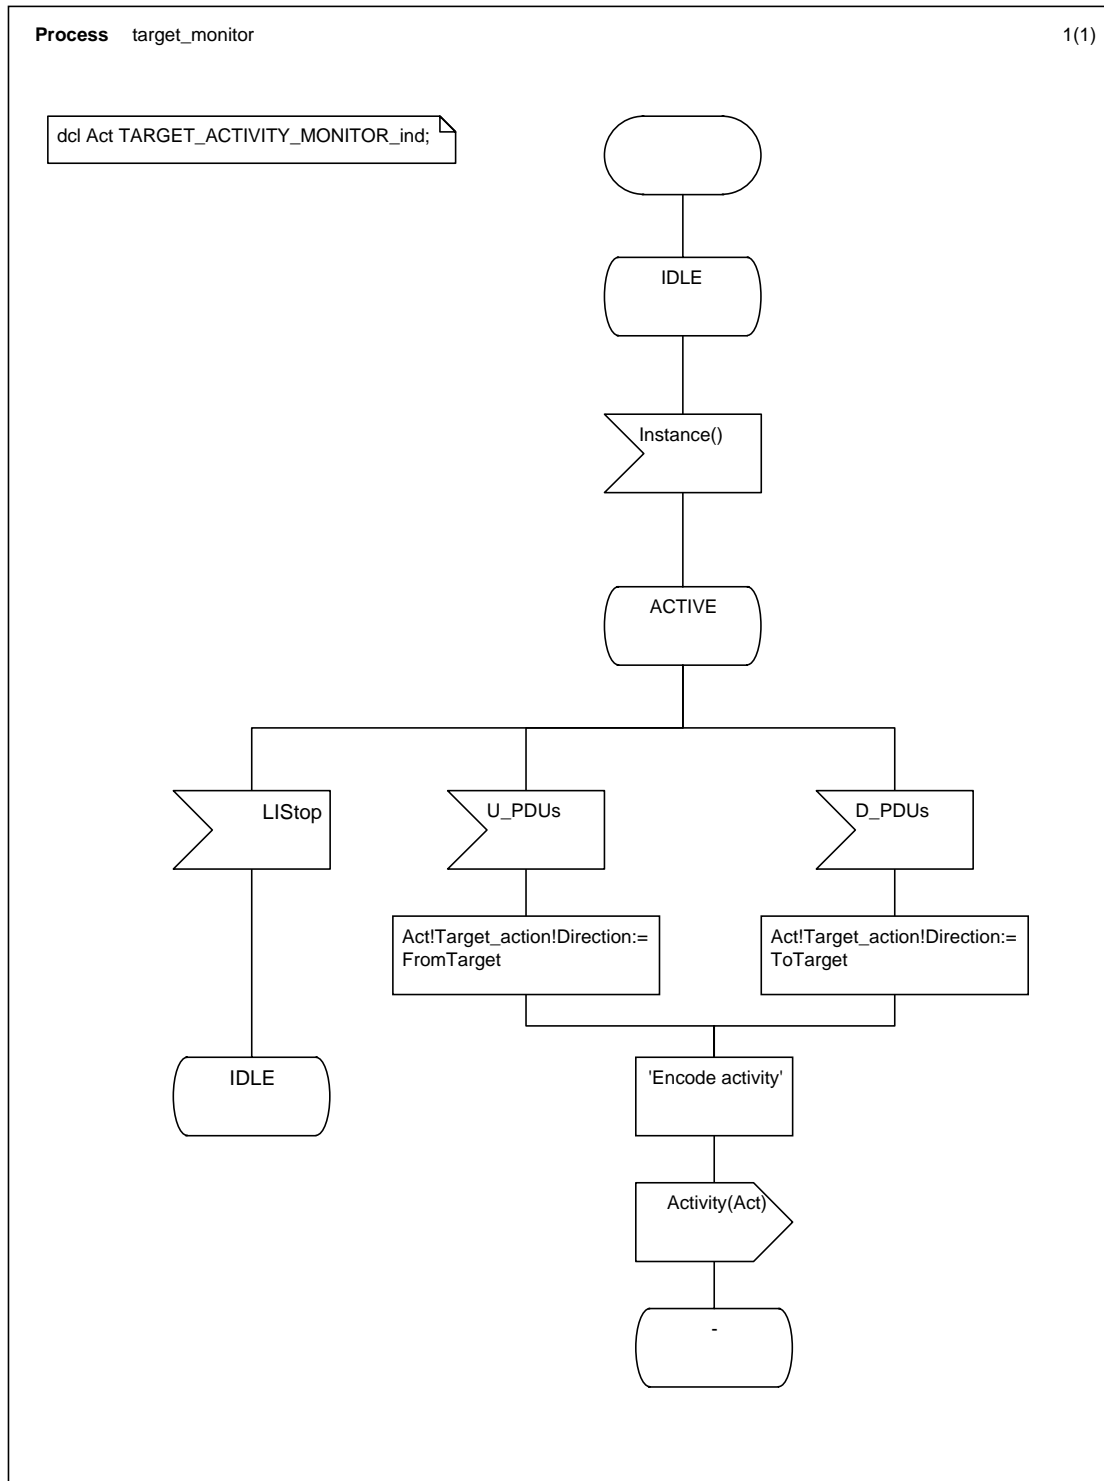 Process target_monitor 1(1)
dcl Act TARGET_ACTIVITY_MONITOR_ind;
IDLE
Instance()
ACTIVE
LIStop
U_PDUs
D_PDUs
Act!Target_action!Direction:=
FromTarget
Act!Target_action!Direction:=
ToTarget
IDLE
'Encode activity'
Activity(Act)
-